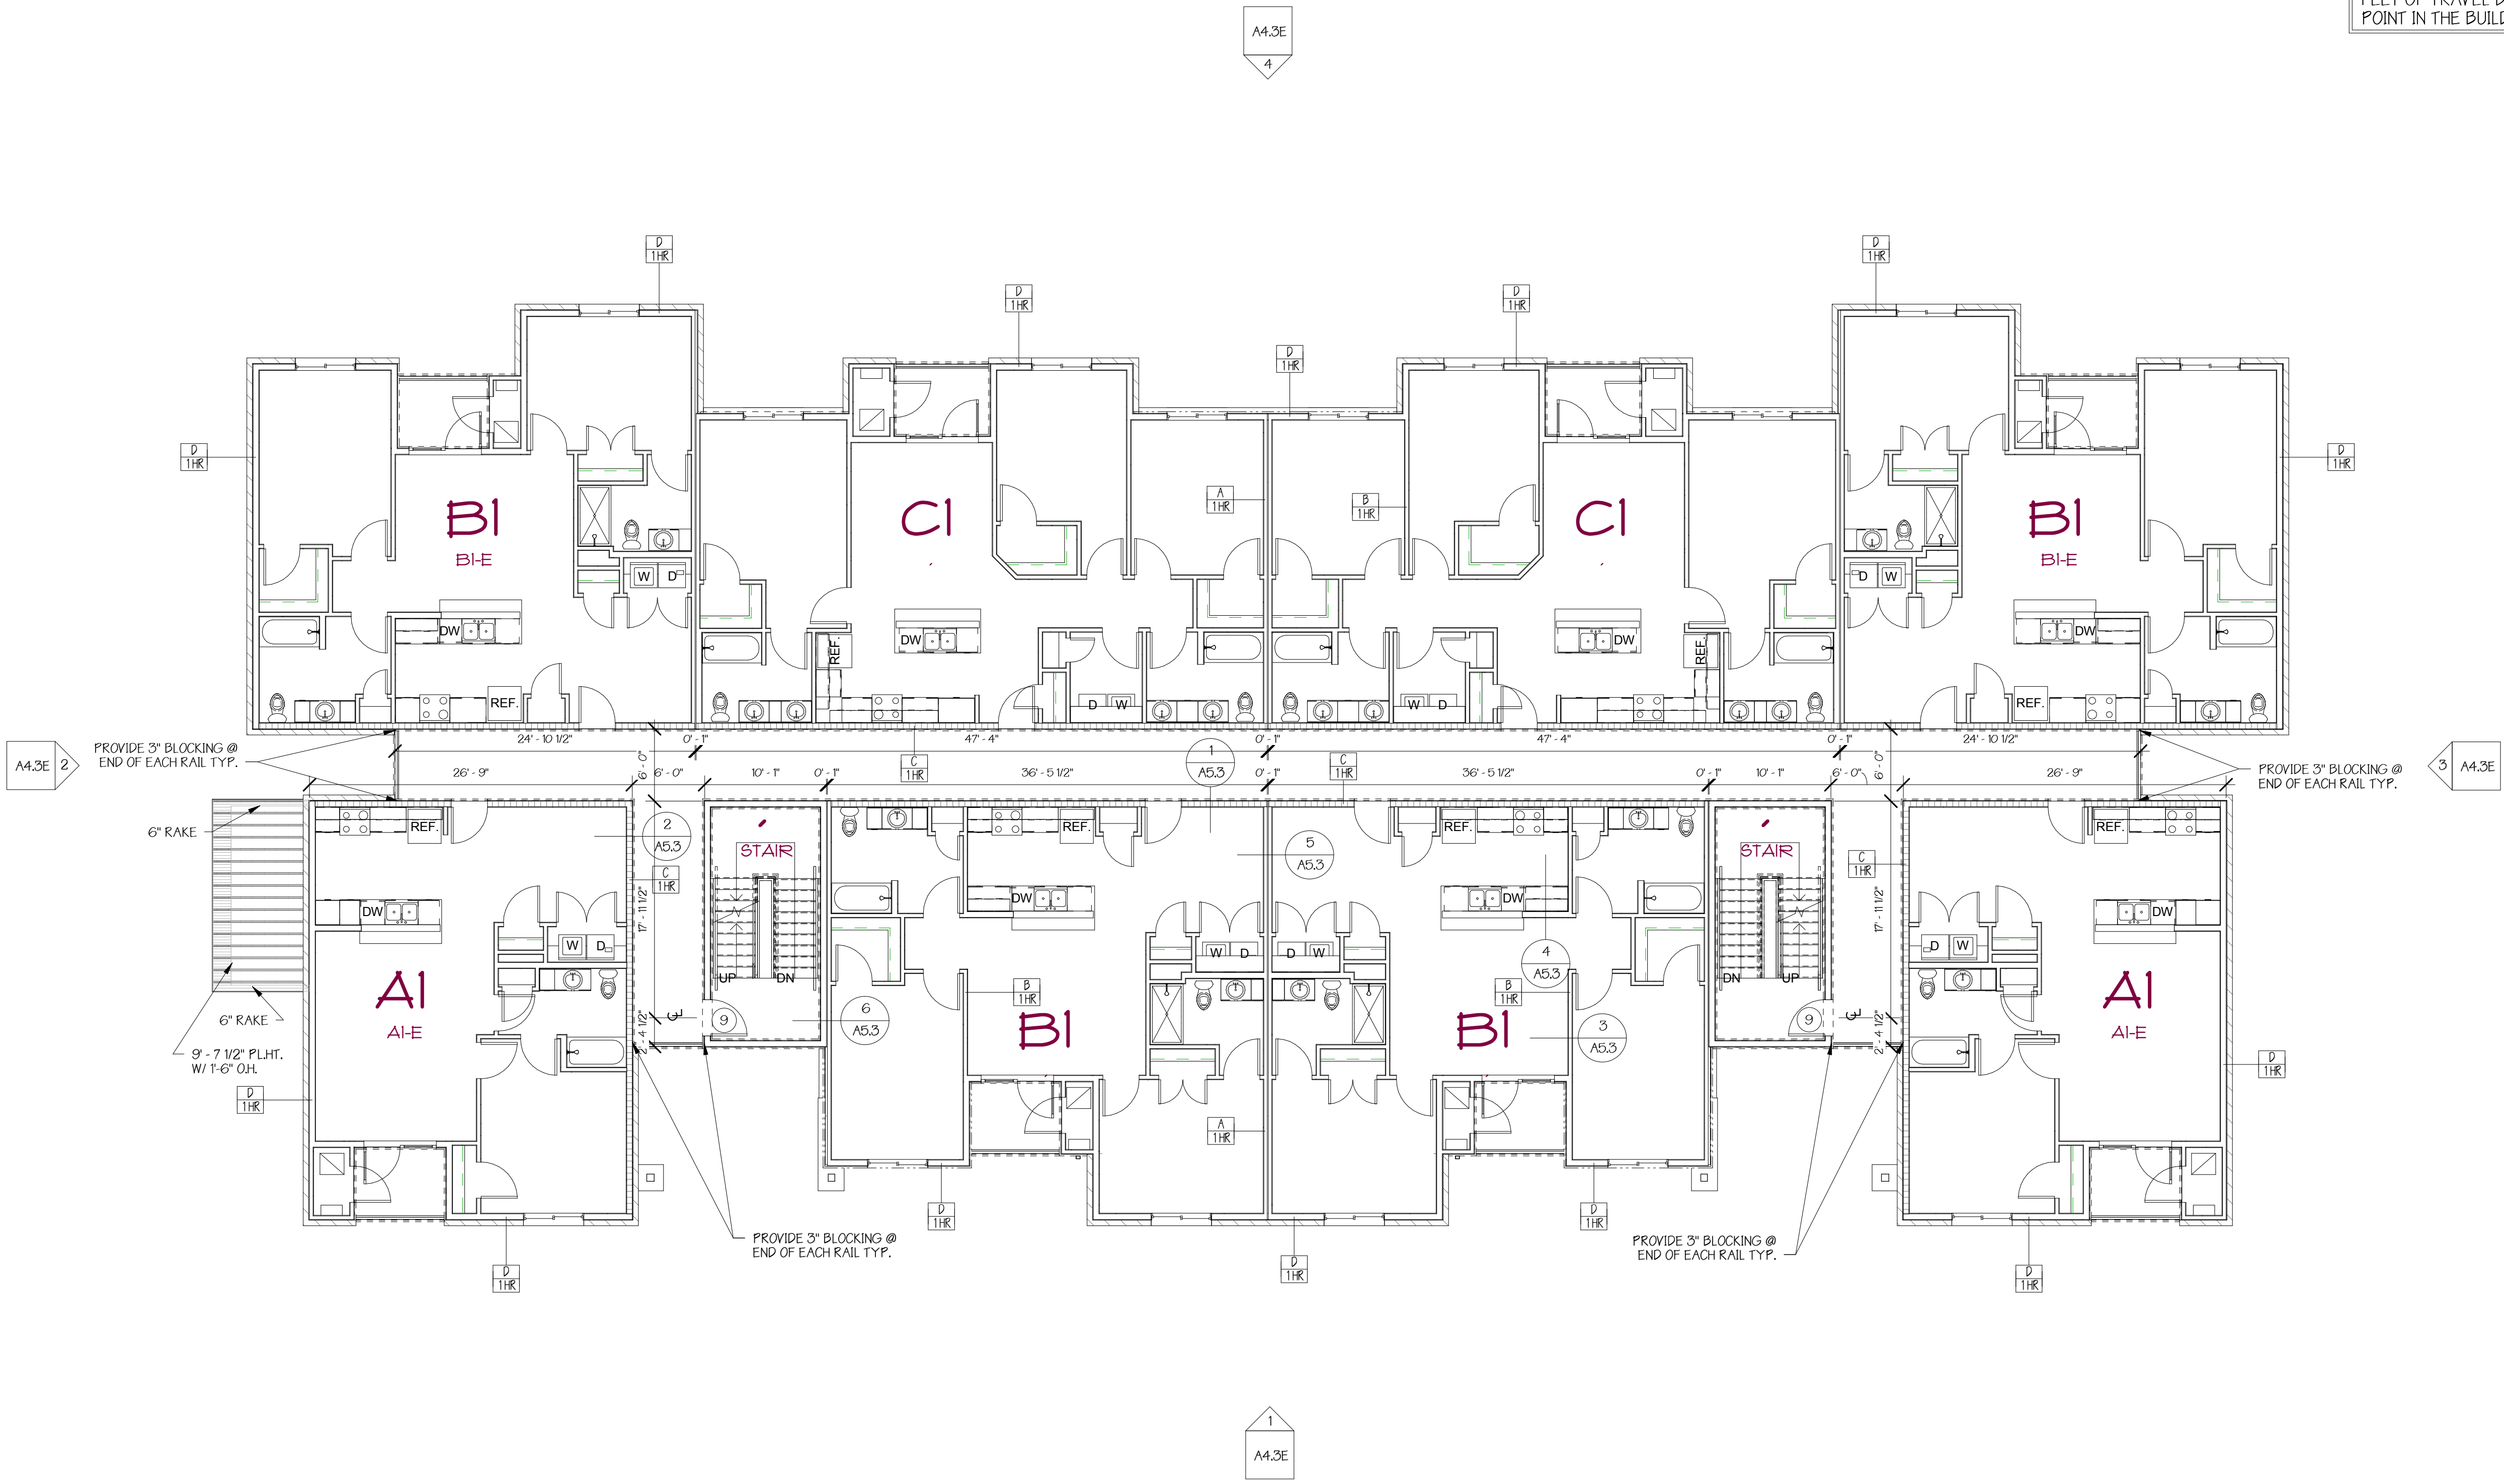 A4.3E
4
POINT IN THE BUILD
D
1HR
D
1HR
D
1HR
D
1HR
D
1HR
D
1HR
D
1HR
A
1HR
B
1HR
B1
B1-E
C1
C1
B1
B1-E
W
D
D
W
DW
DW
REF.
REF.
DW
DW
REF.
D
W
W
D
REF.
A4.3E
2
PROVIDE 3" BLOCKING @
END OF EACH RAIL TYP.
24' - 10 1/2"
0' - 1"
47' - 4"
0' - 1"
47' - 4"
0' - 1"
24' - 10 1/2"
6' - 0"
6' - 0"
1
A5.3
C
1HR
C
1HR
26' - 9"
6' - 0"
10' - 1"
0' - 1"
36' - 5 1/2"
0' - 1"
36' - 5 1/2"
0' - 1"
10' - 1"
6' - 0"
26' - 9"
PROVIDE 3" BLOCKING @
END OF EACH RAIL TYP.
3
A4.3E
6" RAKE
REF.
2
A5.3
STAIR
REF.
5
A5.3
REF.
STAIR
REF.
C
1HR
C
1HR
17' - 11 1/2"
17' - 11 1/2"
DW
DW
DW
DW
W
D
W
D
D
W
D
W
4
A5.3
UP
DN
DN
UP
A1
A1-E
6" RAKE
9' - 7 1/2" PL.HT.
W/ 1'-6" O.H.
B
1HR
B
1HR
2' - 4 1/2"
2' - 4 1/2"
CL
9
6
A5.3
B1
B1
3
A5.3
9
CL
A1
A1-E
D
1HR
D
1HR
A
1HR
D
1HR
D
1HR
PROVIDE 3" BLOCKING @
END OF EACH RAIL TYP.
PROVIDE 3" BLOCKING @
END OF EACH RAIL TYP.
D
1HR
D
1HR
D
1HR
1
A4.3E